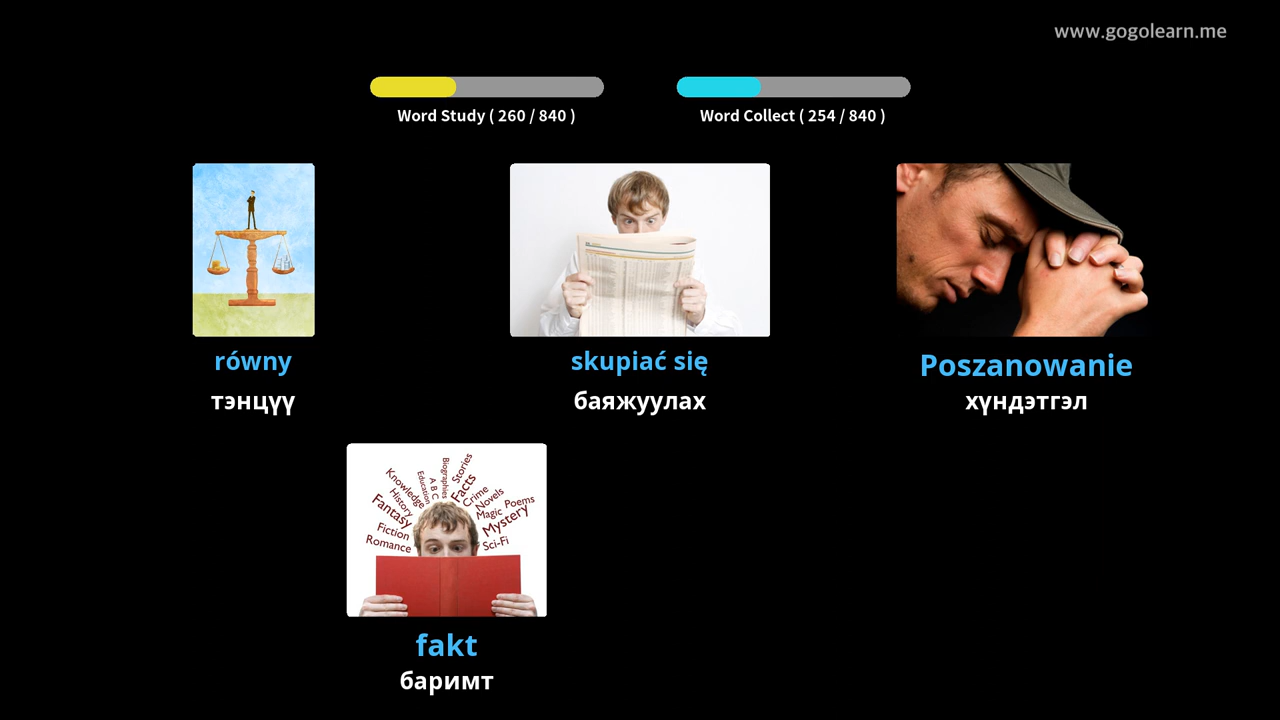 www.gogolearn.me
Word Study ( 260 / 840 )
Word Collect ( 254 / 840 )
równy
тэнцүү
skupiać się
баяжуулах
Poszanowanie
хүндэтгэл
Knowledge
History
Fantasy
Fiction
Romance
Education
A B C
Biographies
Stories
Facts
Crime
Novels
Magic
Poems
Mystery
Sci-Fi
fakt
баримт